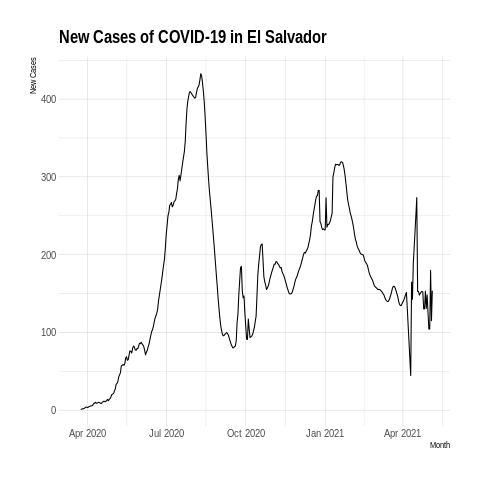 New Cases of COVID-19 in El Salvador
New Cases
400
300
200
100
0
Apr 2020 Jul 2020 Oct 2020 Jan 2021 Apr 2021
Month